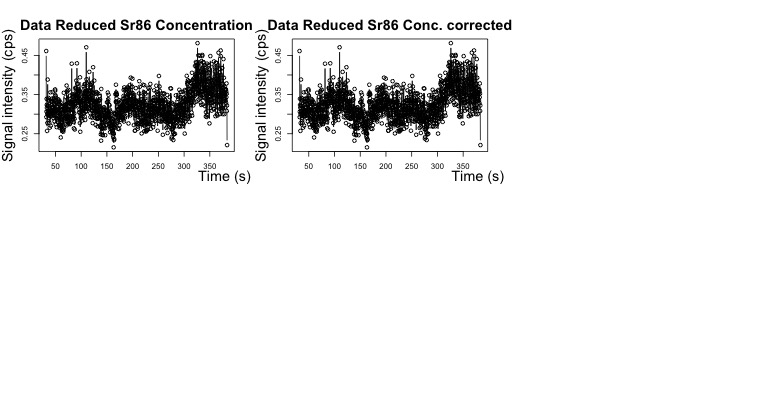 Data Reduced Sr86 Concentration
Signal intensity (cps)
0.45
0.35
0.25
50 100 150 200 250 300 350
Time (s)
Data Reduced Sr86 Conc. corrected
Signal intensity (cps)
0.45
0.35
0.25
50 100 150 200 250 300 350
Time (s)